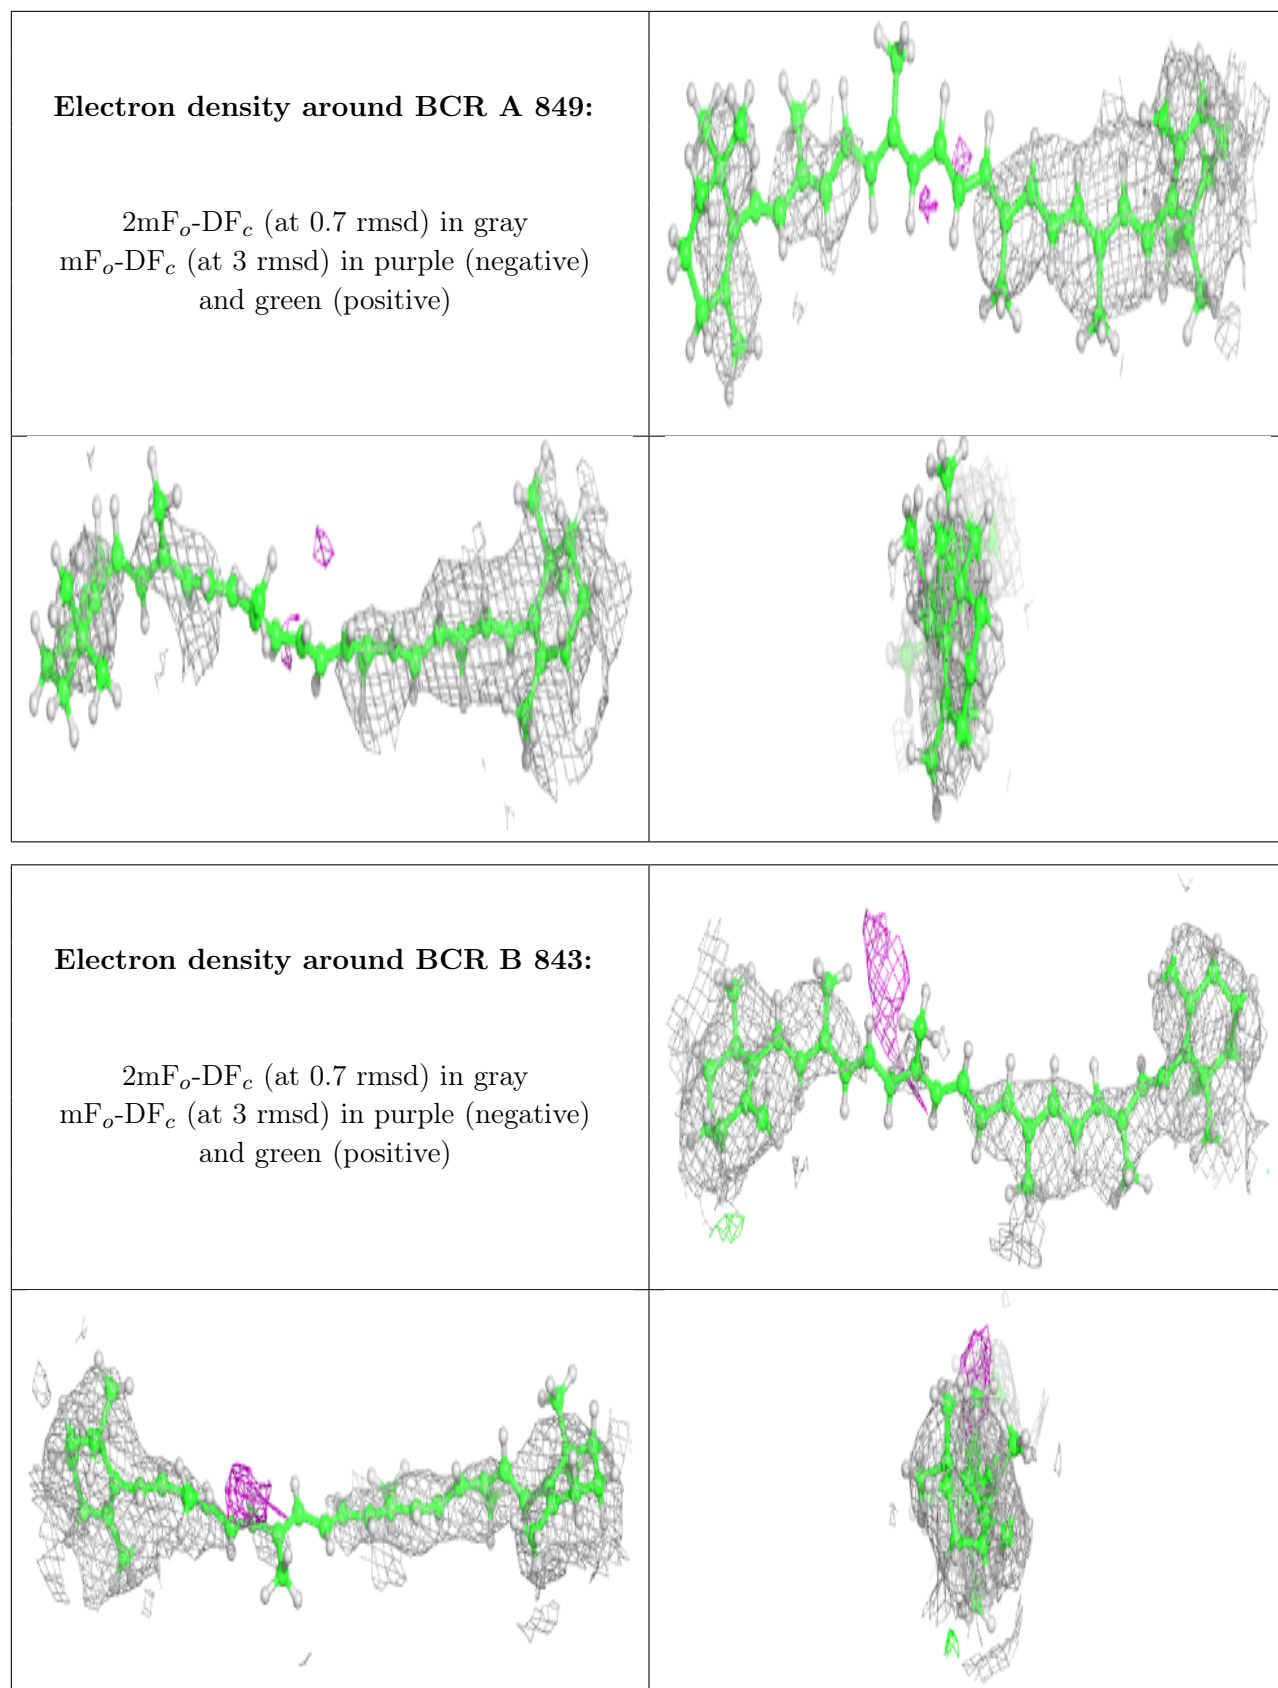 Electron density around BCR A 849:
2mFo-DFc (at 0.7 rmsd) in gray
mFo-DFc (at 3 rmsd) in purple (negative)
and green (positive)
Electron density around BCR B 843:
2mFo-DFc (at 0.7 rmsd) in gray
mFo-DFc (at 3 rmsd) in purple (negative)
and green (positive)